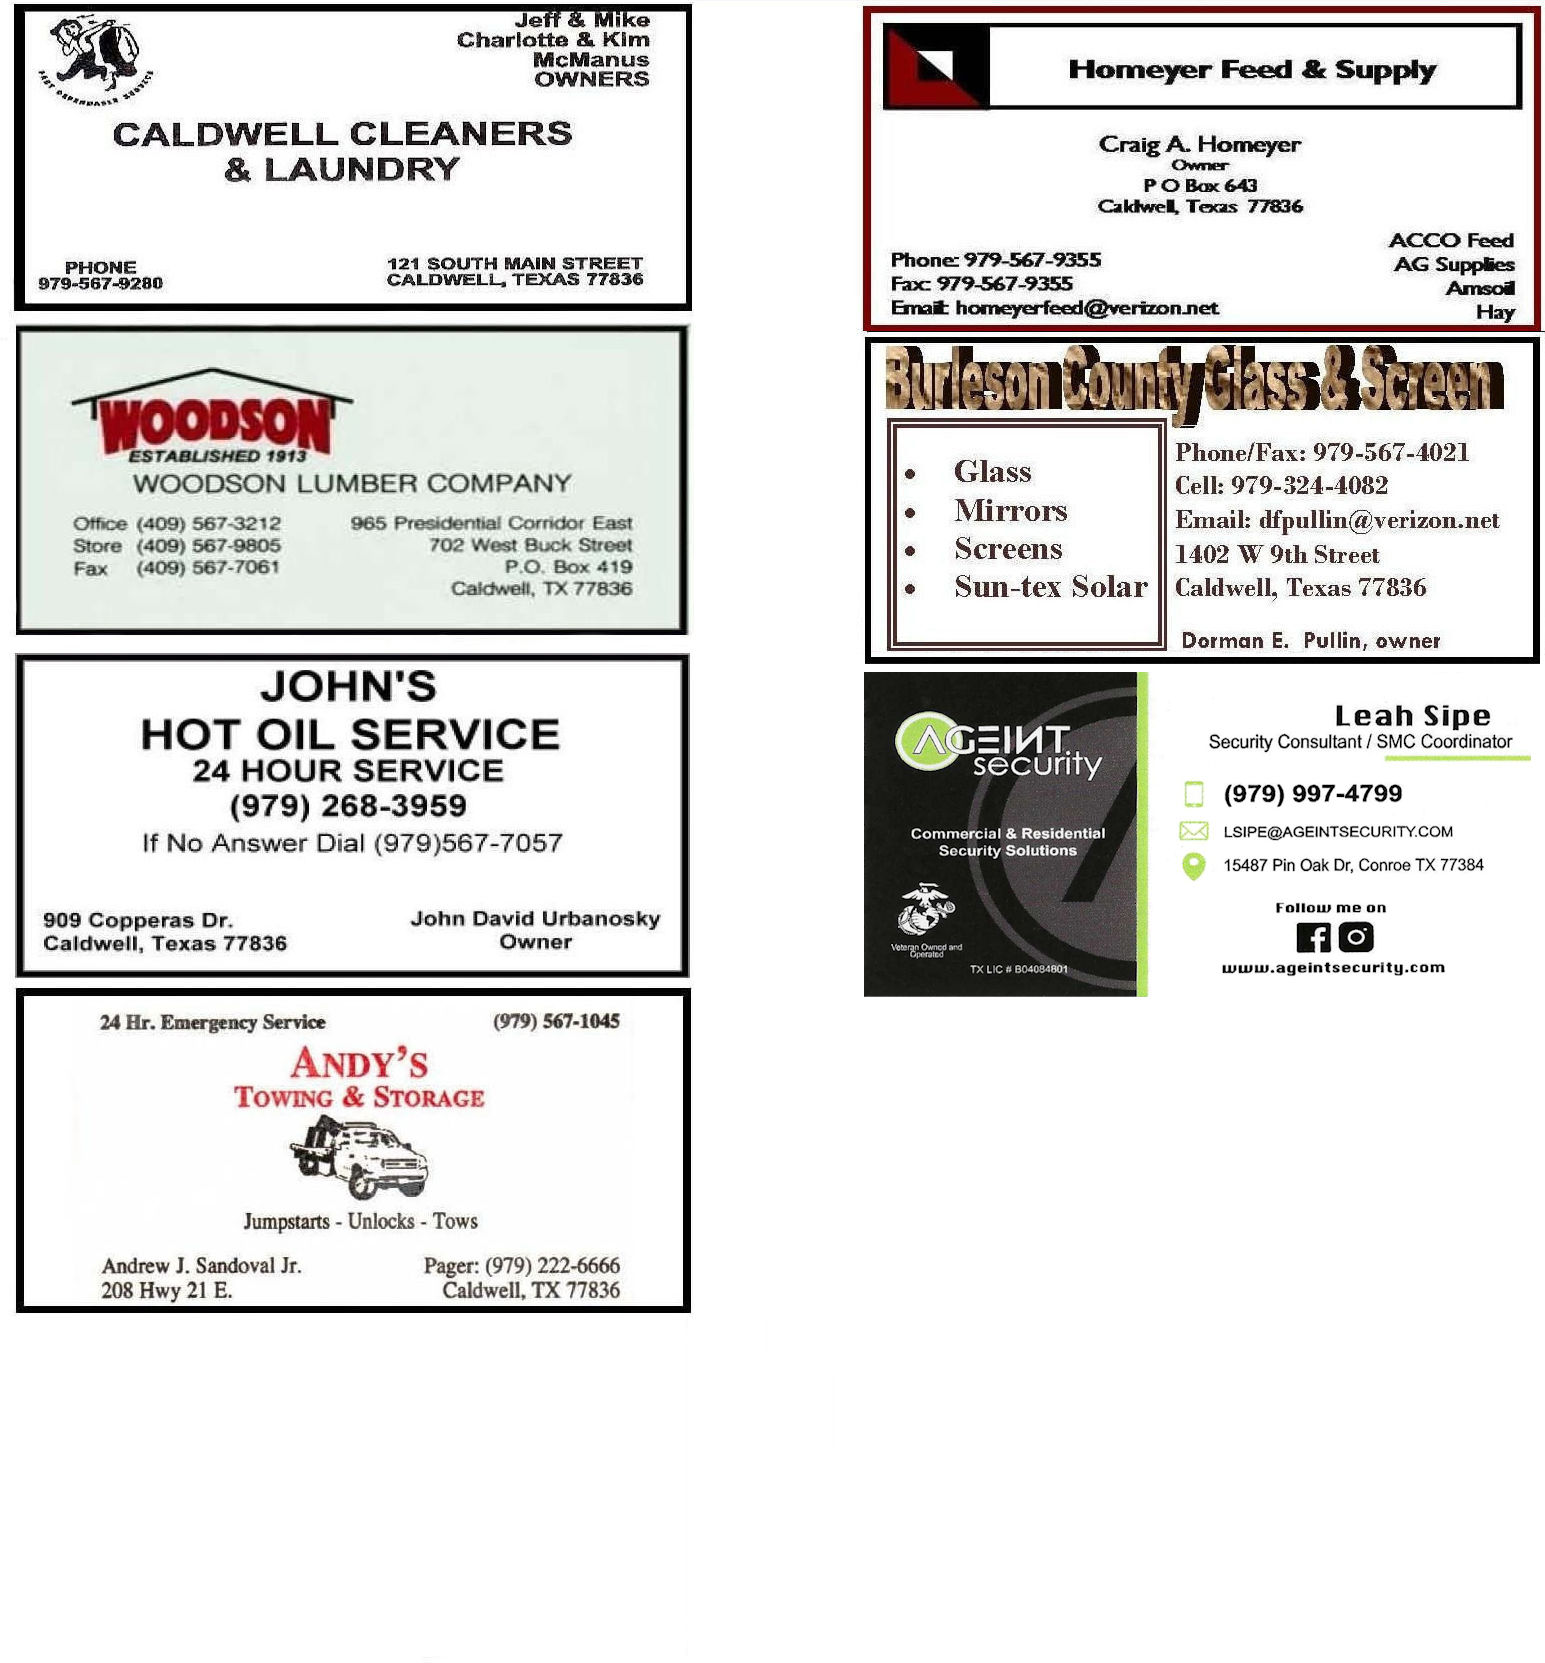 Jeff & Mike
Charlotte & Kim
McManus
OWNERS
FAST DEPENDABLE SERVICE
CALDWELL CLEANERS
& LAUNDRY
PHONE
979-567-9280
121 SOUTH MAIN STREET
CALDWELL, TEXAS 77836
WOODSON
ESTABLISHED 1913
WOODSON LUMBER COMPANY
Office (409) 567-3212
Store (409) 567-9805
Fax (409) 567-7061
965 Presidential Corridor East
702 West Buck Street
P.O. Box 419
Caldwell, TX 77836
JOHN'S
HOT OIL SERVICE
24 HOUR SERVICE
(979) 268-3959
If No Answer Dial (979)567-7057
909 Copperas Dr.
Caldwell, Texas 77836
John David Urbanosky
Owner
24 Hr. Emergency Service
(979) 567-1045
ANDY'S
TOWING & STORAGE
Jumpstarts - Unlocks - Tows
Andrew J. Sandoval Jr.
208 Hwy 21 E.
Pager: (979) 222-6666
Caldwell, TX 77836
Homeyer Feed & Supply
Craig A. Homeyer
Owner
P O Box 643
Caldwell, Texas 77836
Phone: 979-567-9355
Fax: 979-567-9355
Email: homeyerfeed@verizon.net
ACCO Feed
AG Supplies
Amsoil
Hay
Burleson County Glass & Screen
• Glass
• Mirrors
• Screens
• Sun-tex Solar
Phone/Fax: 979-567-4021
Cell: 979-324-4082
Email: dfpullin@verizon.net
1402 W 9th Street
Caldwell, Texas 77836
Dorman E. Pullin, owner
AGEINT
security
Commercial & Residential
Security Solutions
Veteran Owned and
Operated
TX LIC # B04084801
Leah Sipe
Security Consultant / SMC Coordinator
(979) 997-4799
LSIPE@AGEINTSECURITY.COM
15487 Pin Oak Dr, Conroe TX 77384
Follow me on
www.ageintsecurity.com